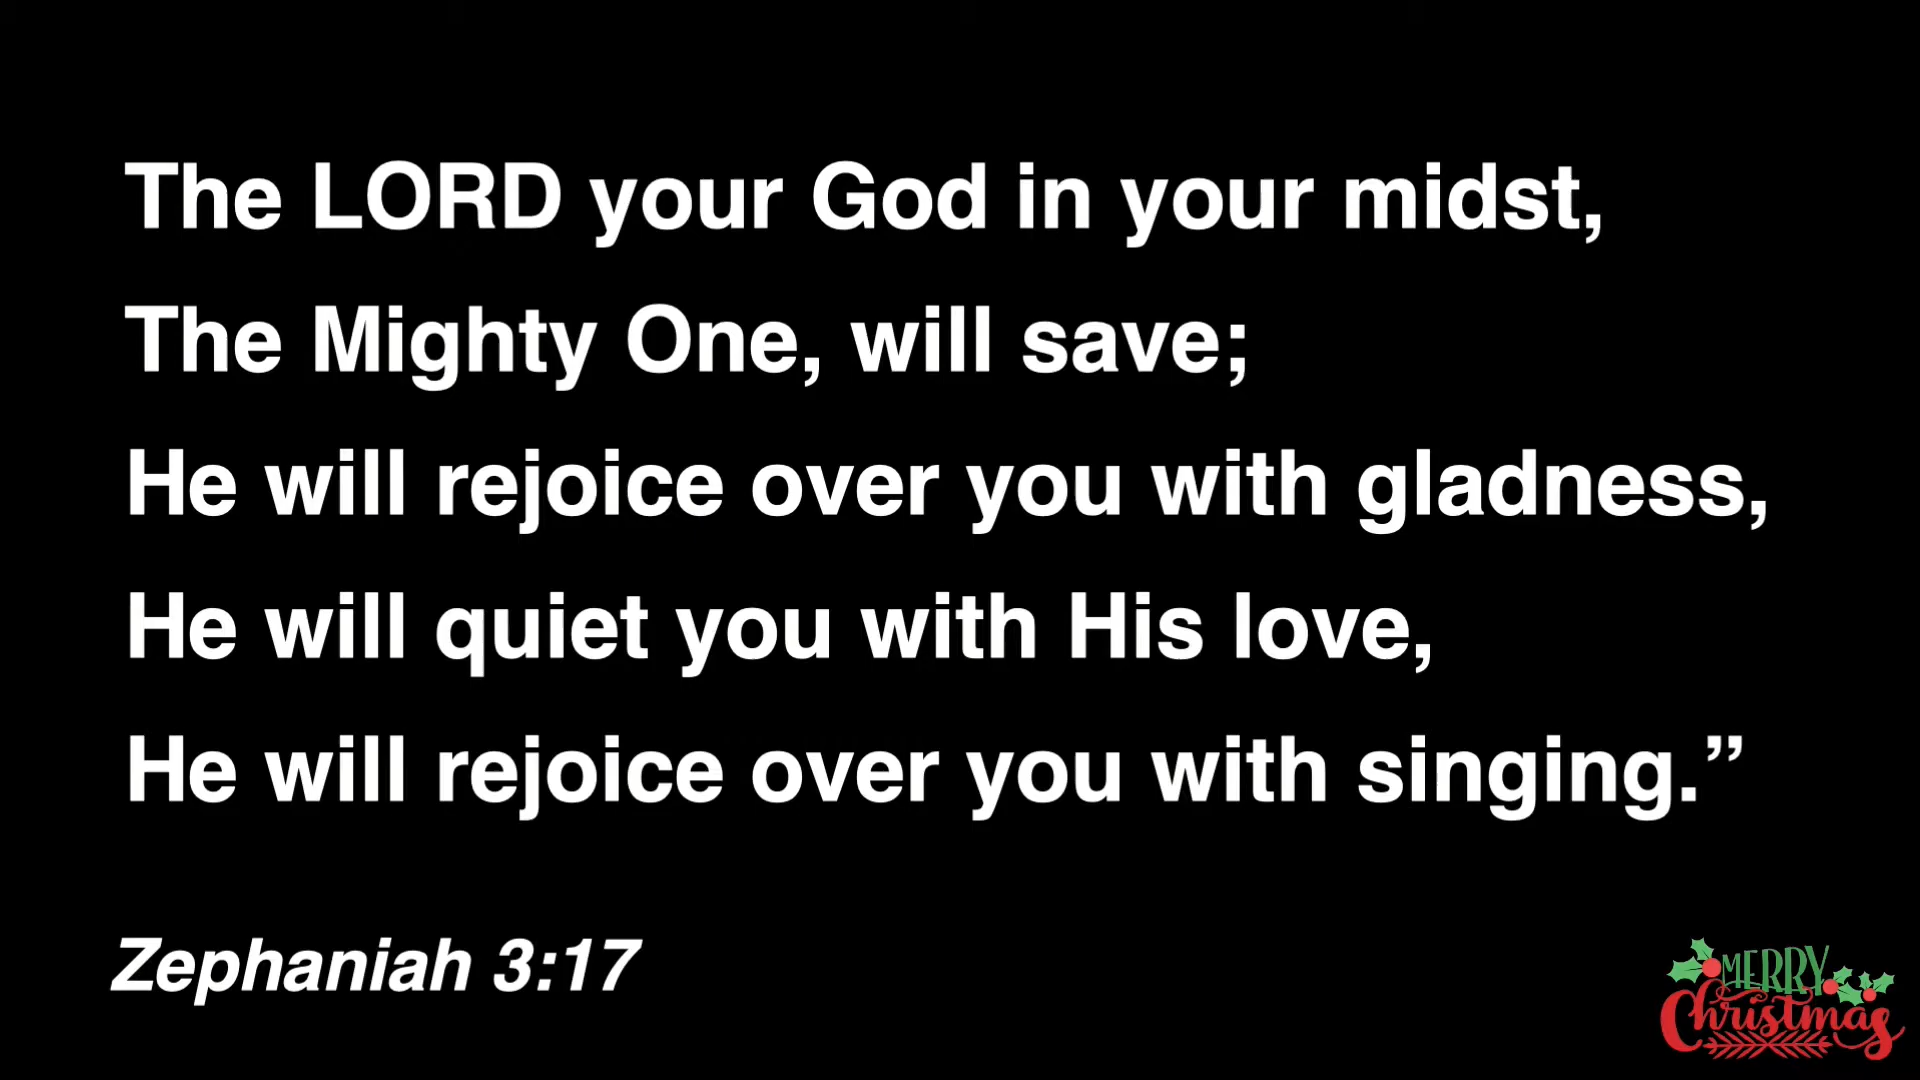 The LORD your God in your midst,
The Mighty One, will save;
He will rejoice over you with gladness,
He will quiet you with His love,
He will rejoice over you with singing.”
Zephaniah 3:17
MERRY
Christmas